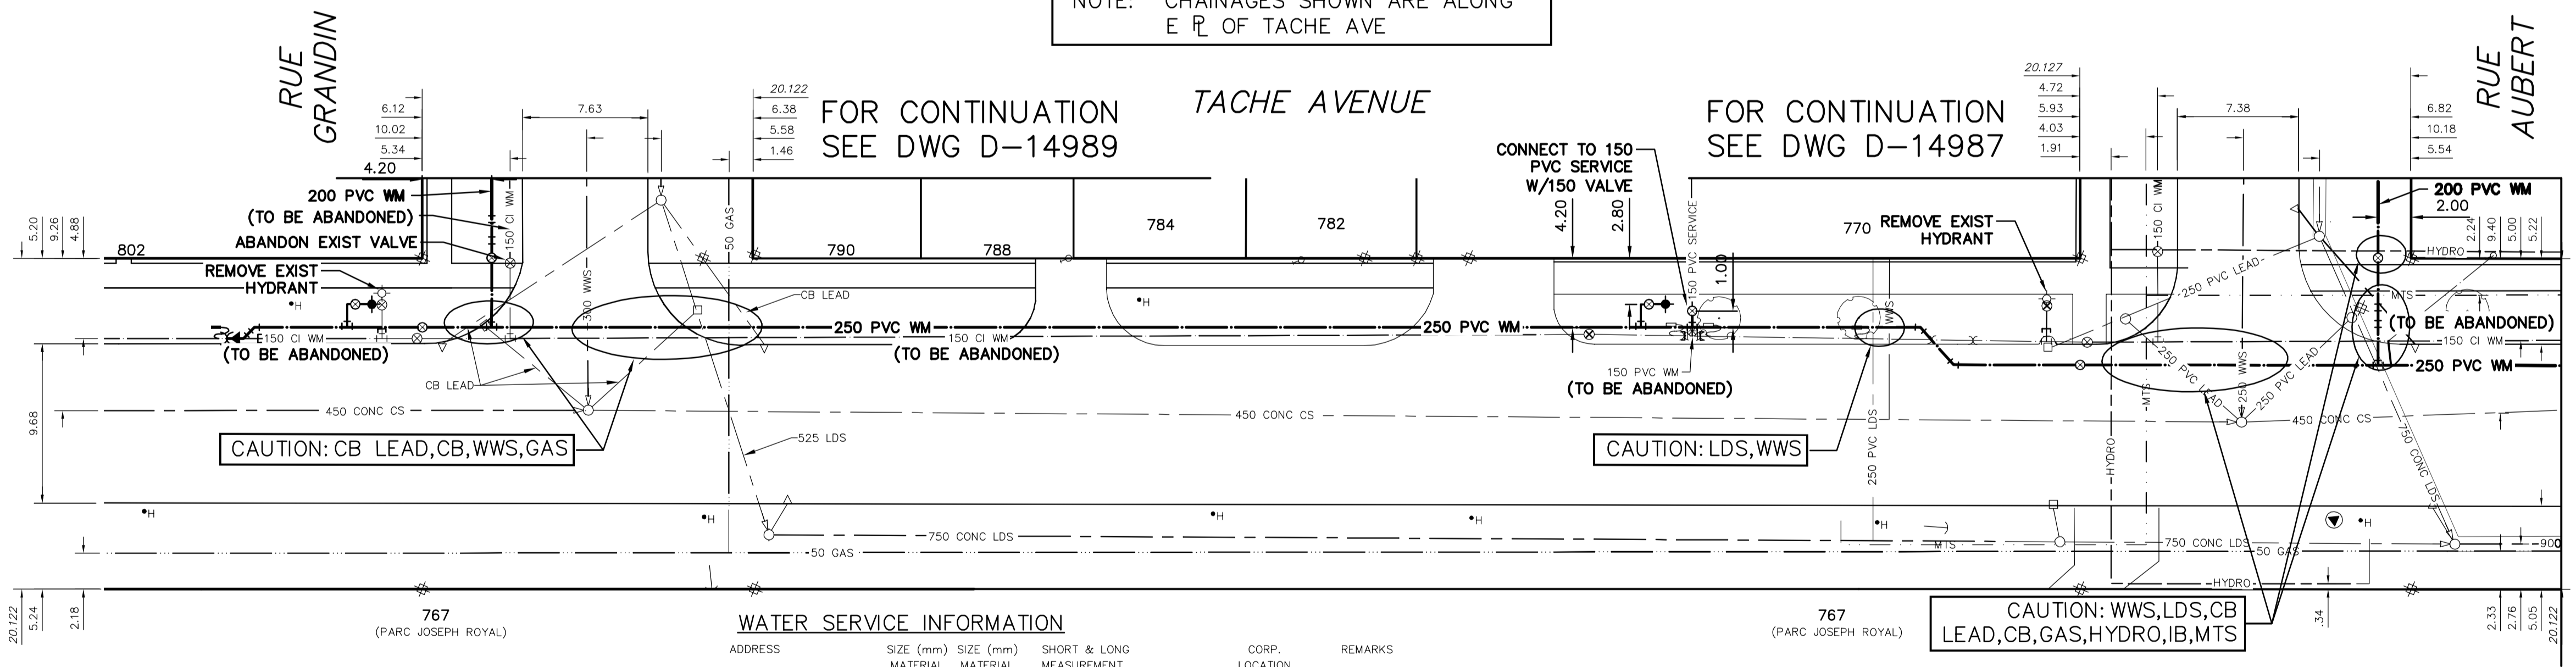 NOTE: CHAINAGES SHOWN ARE ALONG
E PL OF TACHE AVE
RUE
GRANDIN
RUE
AUBERT
TACHE AVENUE
FOR CONTINUATION
SEE DWG D-14989
FOR CONTINUATION
SEE DWG D-14987
6.12
10.02
5.34
4.20
7.63
20.122
6.38
5.58
1.46
20.127
4.72
5.93
4.03
1.91
7.38
6.82
10.18
5.54
200 PVC WM
(TO BE ABANDONED)
ABANDON EXIST VALVE
150 CI WM
REMOVE EXIST
HYDRANT
5.20
9.26
4.88
802
H
300 WWS
50 GAS
790
788
784
782
770
CB LEAD
H
CONNECT TO 150
PVC SERVICE
W/150 VALVE
4.20
2.80
150 PVC SERVICE
1.00
WWS
REMOVE EXIST
HYDRANT
150 CI WM
200 PVC WM
2.00
2.24
9.40
5.00
5.22
HYDRO
250 PVC LEAD
MTS
(TO BE ABANDONED)
150 CI WM
250 PVC WM
250 PVC WM
250 PVC WM
250 PVC WM
150 CI WM
(TO BE ABANDONED)
150 CI WM
(TO BE ABANDONED)
150 PVC WM
(TO BE ABANDONED)
CB LEAD
250 PVC LEAD
MTS
250 WWS
250 PVC LEAD
450 CONC CS
450 CONC CS
450 CONC CS
9.68
CAUTION: CB LEAD,CB,WWS,GAS
525 LDS
CAUTION: LDS,WWS
250 PVC LDS
HYDRO
750 CONC LDS
H
H
H
H
H
H
750 CONC LDS
MTS
750 CONC LDS
900
50 GAS
50 GAS
HYDRO
20.122
5.24
2.18
767
(PARC JOSEPH ROYAL)
767
(PARC JOSEPH ROYAL)
CAUTION: WWS,LDS,CB
LEAD,CB,GAS,HYDRO,IB,MTS
.34
2.33
2.76
5.05
20.122
WATER SERVICE INFORMATION
ADDRESS SIZE (mm) SIZE (mm) SHORT & LONG CORP. REMARKS
MATERIAL MATERIAL MEASUREMENT LOCATION